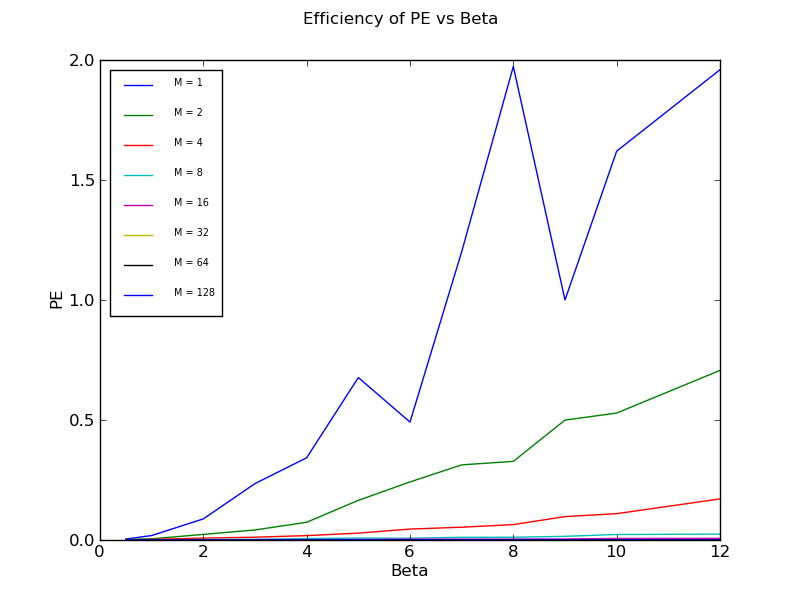 Efficiency of PE vs Beta
2.0
1.5
1.0
0.5
0.0
PE
M = 1
M = 2
M = 4
M = 8
M = 16
M = 32
M = 64
M = 128
0 2 4 6 8 10 12
Beta